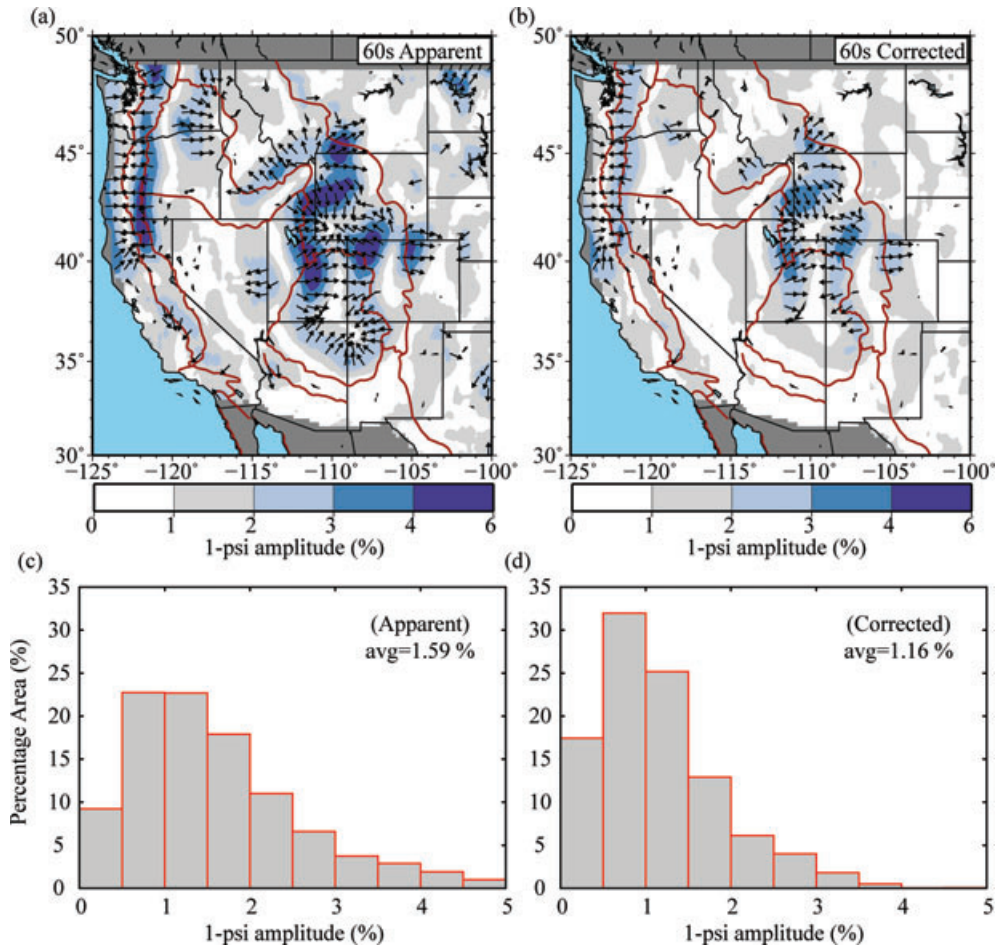 (a)
(b)
60s Apparent
60s Corrected
50°
45°
40°
35°
30°
−125 −120 −115 −110 −105 −100
50°
45°
40°
35°
30°
−125 −120 −115 −110 −105 −100
0 1 2 3 4 6
1-psi amplitude (%)
0 1 2 3 4 6
1-psi amplitude (%)
(c)
35
30
25
20
15
10
5
0
Percentage Area (%)
(Apparent)
avg=1.59 %
0 1 2 3 4 5
1-psi amplitude (%)
(d)
35
30
25
20
15
10
5
0
(Corrected)
avg=1.16 %
0 1 2 3 4 5
1-psi amplitude (%)